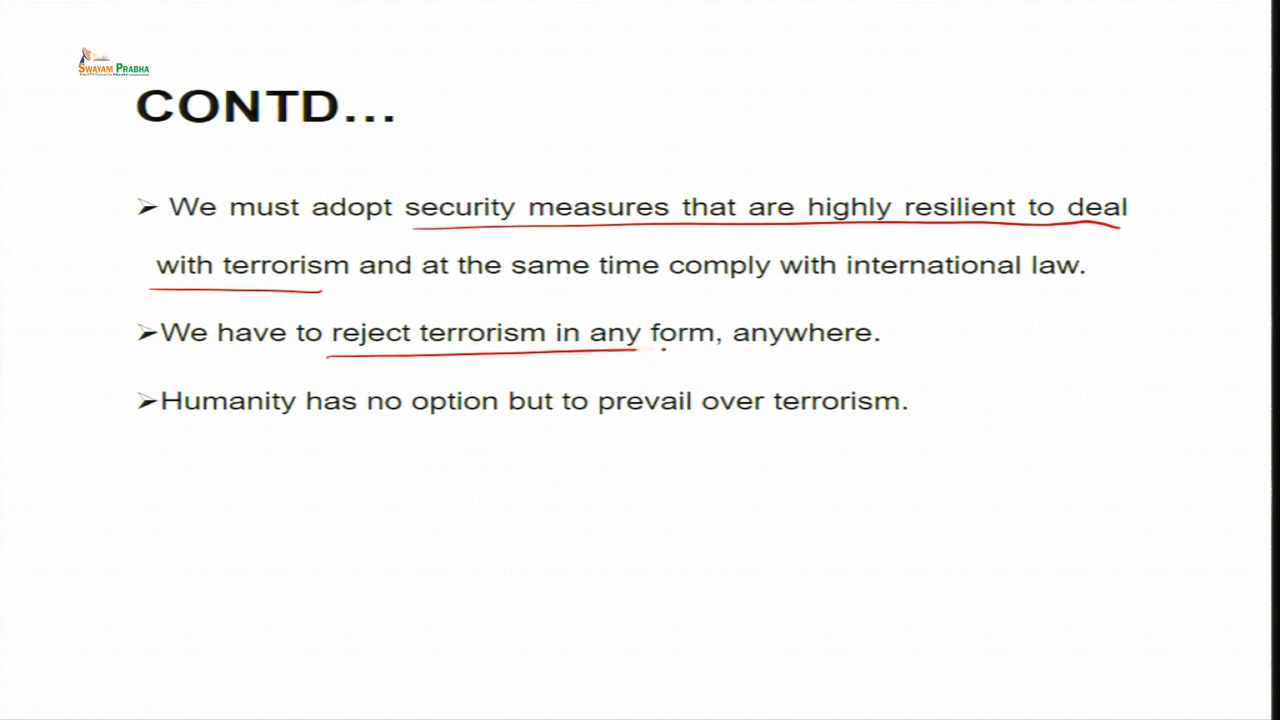 SWAYAM PRABHA
CONTD...
➢ We must adopt security measures that are highly resilient to deal
with terrorism and at the same time comply with international law.
➢We have to reject terrorism in any form, anywhere.
➢Humanity has no option but to prevail over terrorism.